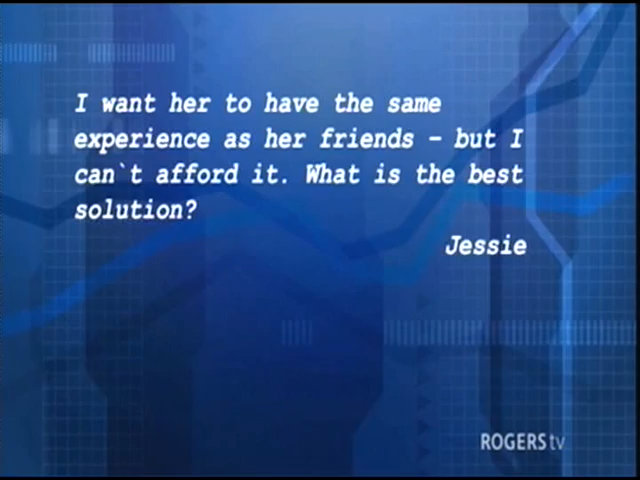 I want her to have the same
experience as her friends - but I
can`t afford it. What is the best
solution?
Jessie
ROGERS tv